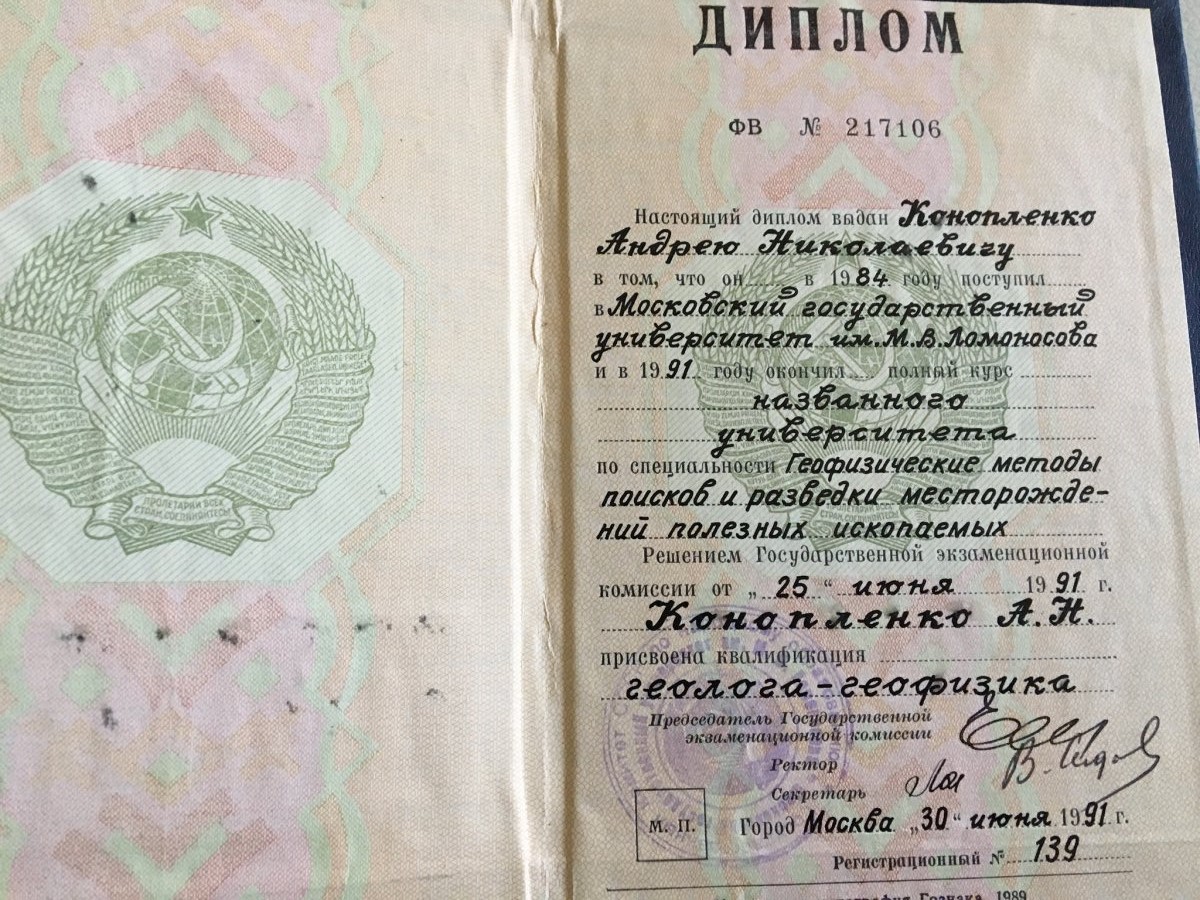 ДИПЛОМ
ФВ № 217106
Настоящий диплом выдан Конопленко
Андрею Николаевичу
в том, что он в 1984 году поступил
в Московский государственный
университет им. М.В.Ломоносова
и в 1991 году окончил полный курс
названного
университета
по специальности Геофизические методы
поисков и разведки месторожде-
ний полезных ископаемых
Решением Государственной экзаменационной
комиссии от „25“ июня 1991 г.
Конопленко А.Н.
присвоена квалификация
геолога-геофизика
Председатель Государственной
экзаменационной комиссии
Ректор
Секретарь
М. П. Город Москва „30“ июня 1991 г.
Регистрационный № 139
Гознака. 1989
ПРОЛЕТАРИИ ВСЕХ
СТРАН, СОЕДИНЯЙТЕСЬ!